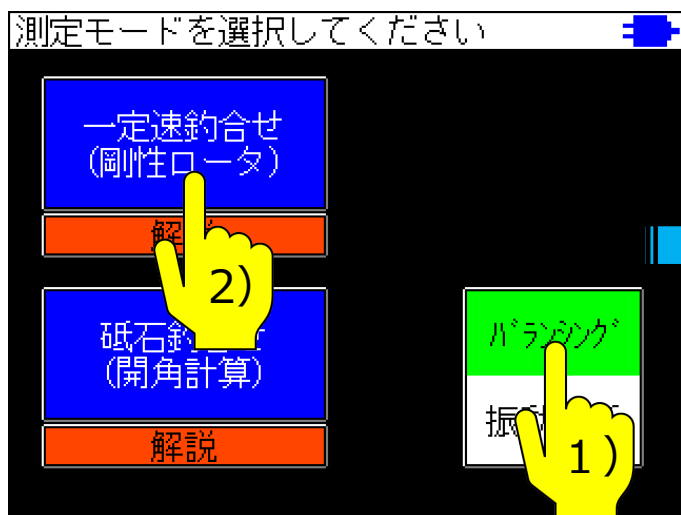 測定モードを選択してください
一定速釣合せ
(剛性ロータ)
解
2)
砥石釣
(開角計算)
解説
ﾊﾞﾗﾝｼﾝｸﾞ
振
1)